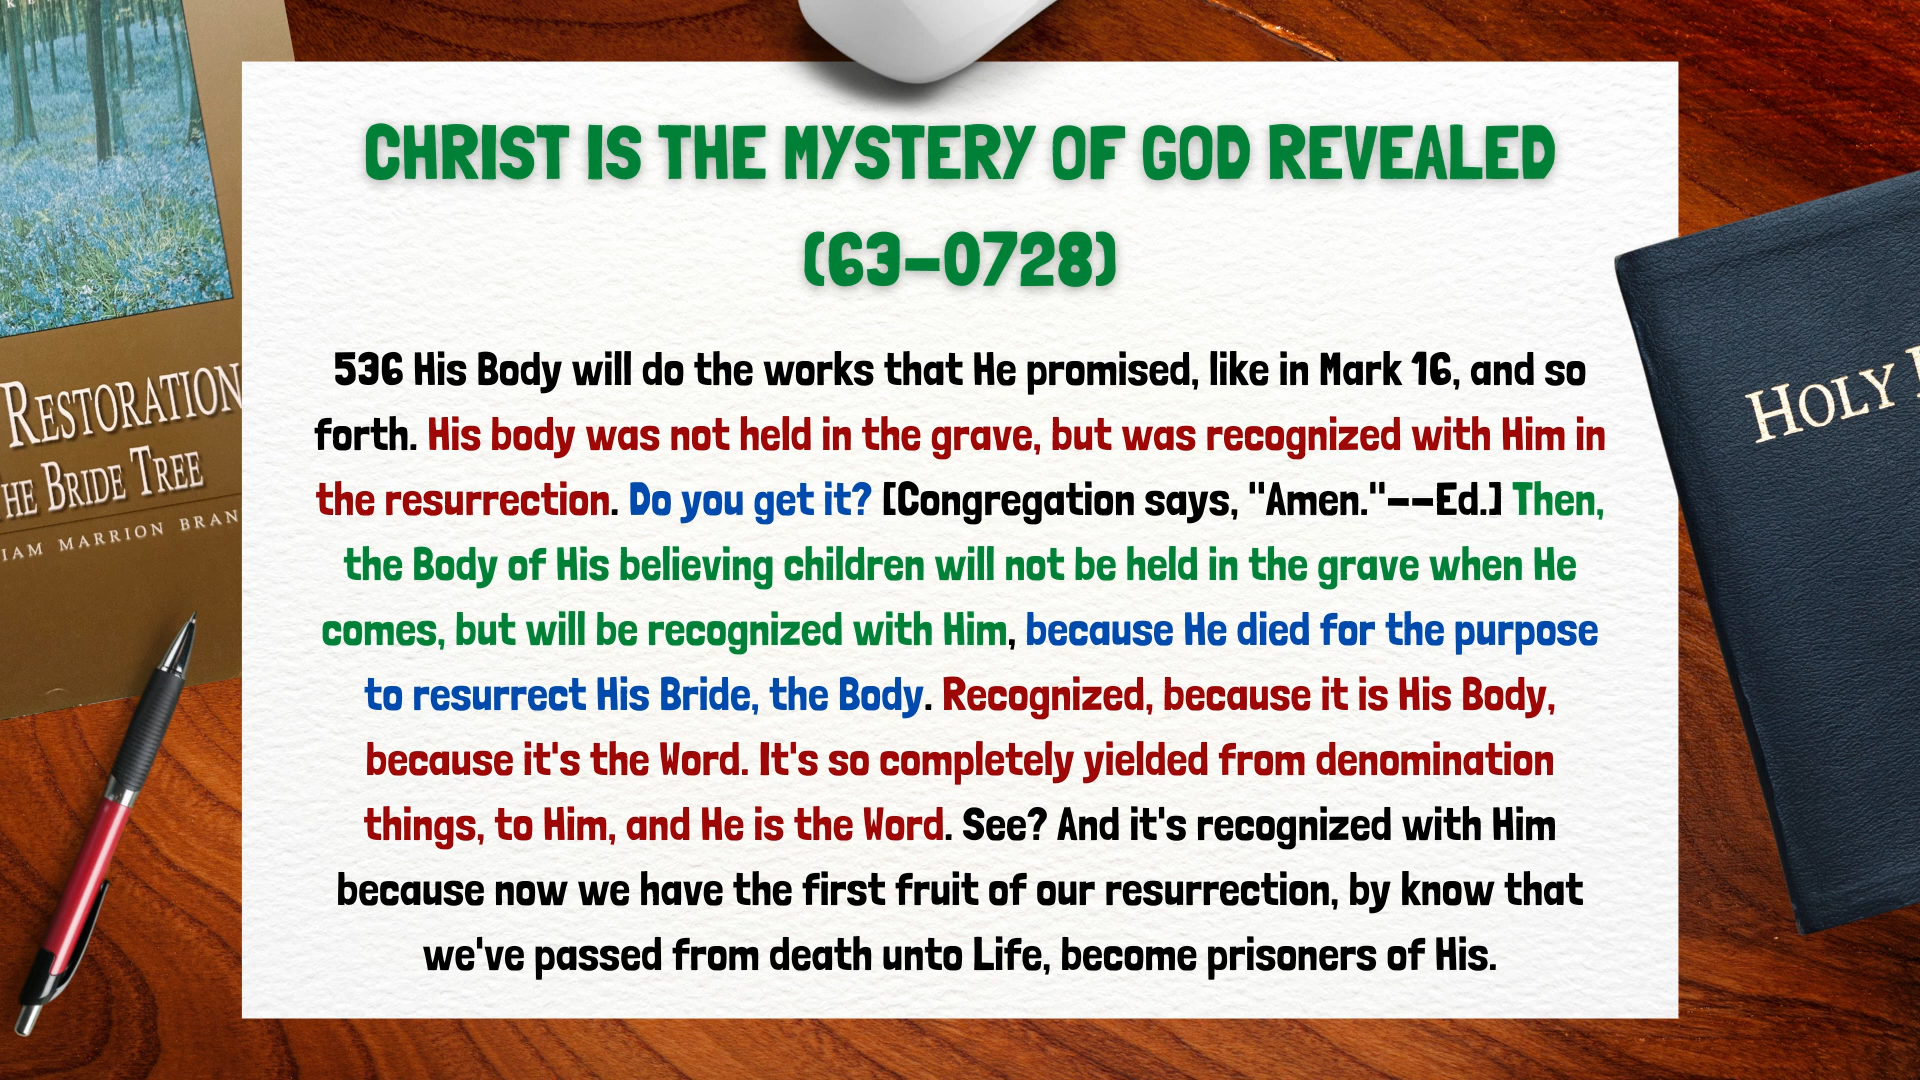 CHRIST IS THE MYSTERY OF GOD REVEALED
(63-0728)
536 His Body will do the works that He promised, like in Mark 16, and so
forth. His body was not held in the grave, but was recognized with Him in
the resurrection. Do you get it? [Congregation says, "Amen."--Ed.] Then,
the Body of His believing children will not be held in the grave when He
comes, but will be recognized with Him, because He died for the purpose
to resurrect His Bride, the Body. Recognized, because it is His Body,
because it's the Word. It's so completely yielded from denomination
things, to Him, and He is the Word. See? And it's recognized with Him
because now we have the first fruit of our resurrection, by know that
we've passed from death unto Life, become prisoners of His.
RESTORATION
HE BRIDE TREE
IAM MARRION BRAN
HOLY